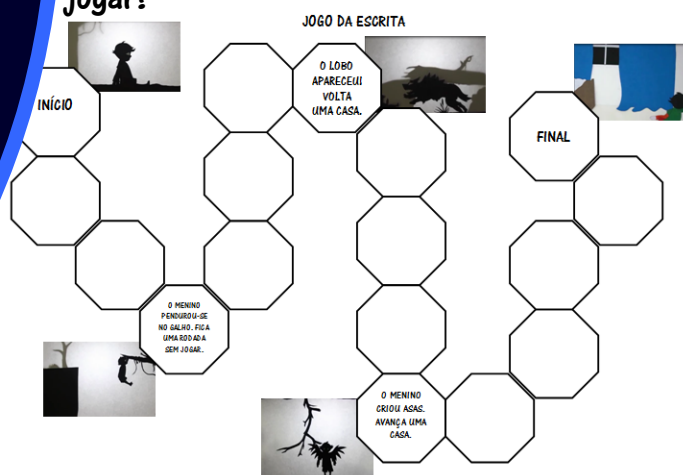 jogar?
JOGO DA ESCRITA
INÍCIO
O MENINO
PENDUROU-SE
NO GALHO. FICA
UMA RODADA
SEM JOGAR.
O LOBO
APARECEU!
VOLTA
UMA CASA.
O MENINO
CRIOU ASAS.
AVANÇA UMA
CASA.
FINAL